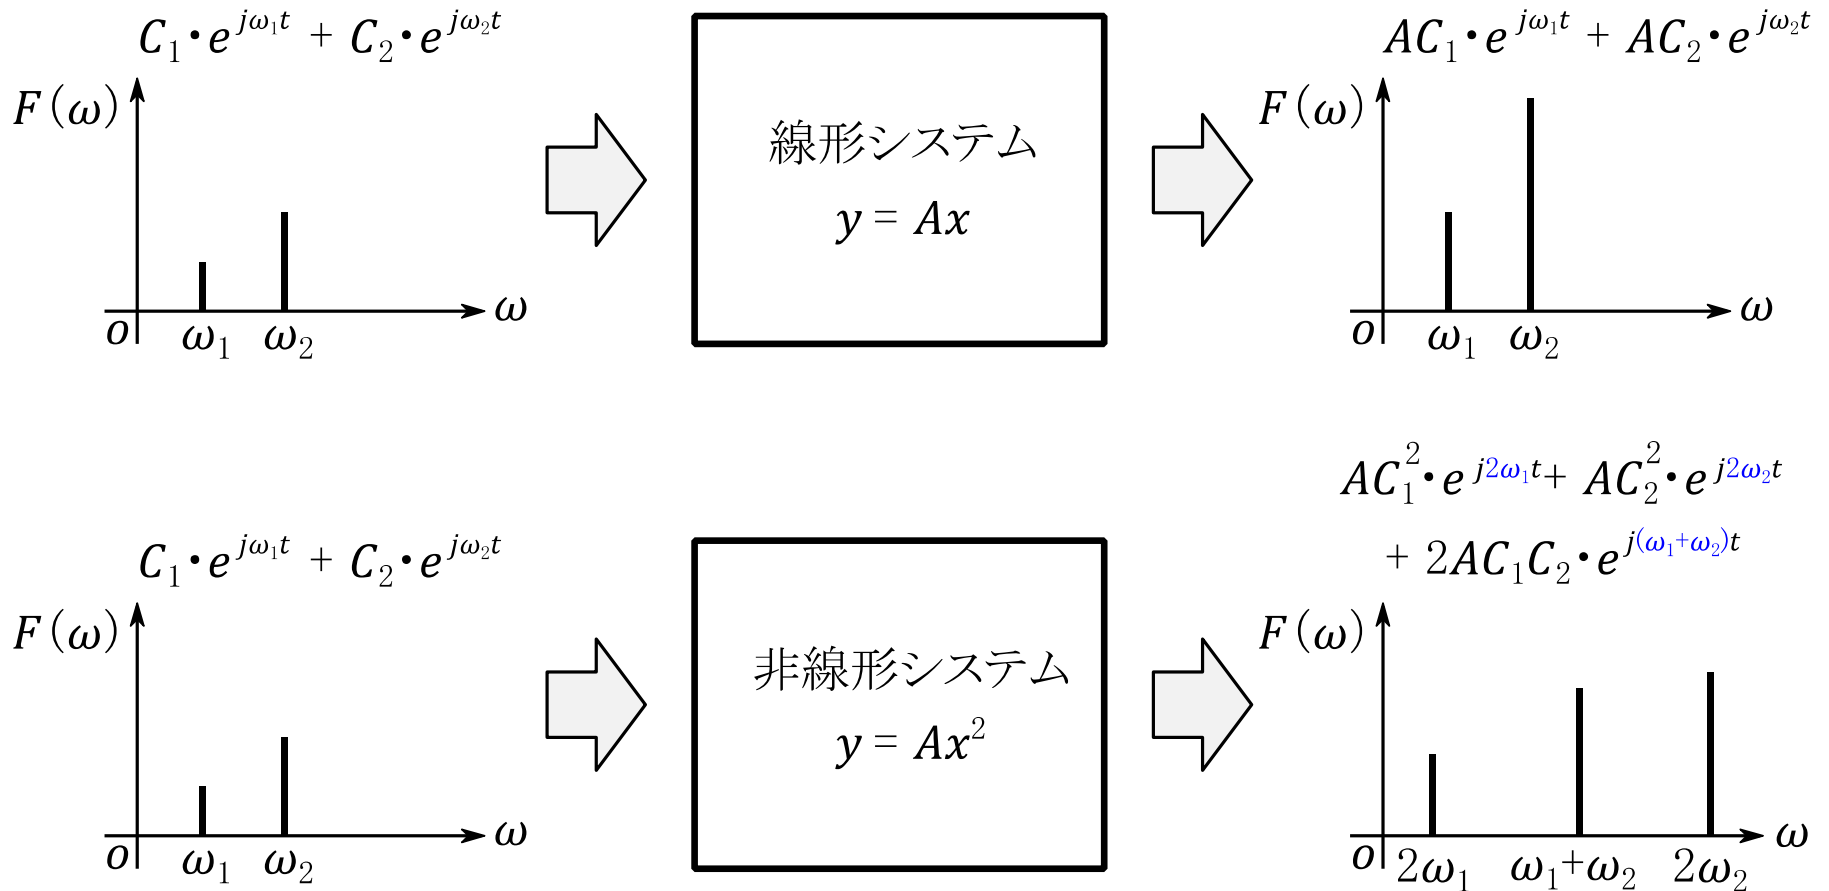 C₁・e^{jω₁t} + C₂・e^{jω₂t}
F(ω)
o ω₁ ω₂ ω
線形システム
y = Ax
AC₁・e^{jω₁t} + AC₂・e^{jω₂t}
F(ω)
o ω₁ ω₂ ω
C₁・e^{jω₁t} + C₂・e^{jω₂t}
F(ω)
o ω₁ ω₂ ω
非線形システム
y = Ax²
AC₁²・e^{j2ω₁t} + AC₂²・e^{j2ω₂t}
+ 2AC₁C₂・e^{j(ω₁+ω₂)t}
F(ω)
o 2ω₁ ω₁+ω₂ 2ω₂ ω